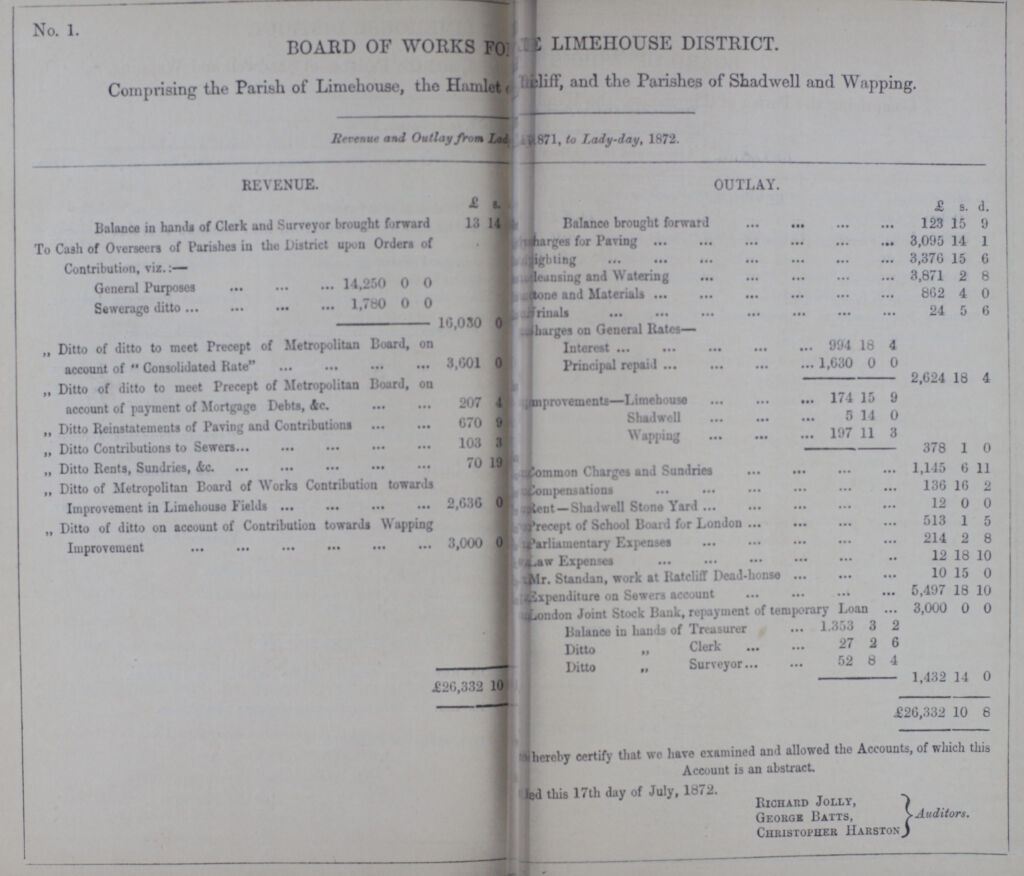 No. 1.
BOARD OF WORKS FO E LIMEHOUSE DISTRICT.
Comprising the Parish of Limehouse, the Hamlet cliff, and the Parishes of Shadwell and Wapping.
Revenue and Outlay from 871, to Lady-day, 1872.
REVENUE.
£ s.
Balance in hands of Clerk and Surveyor brought forward 13 14
To Cash of Overseers of Parishes in the District upon Orders of
Contribution, viz.:—
General Purposes ... ... ... 14,250 0 0
Sewerage ditto ... ... ... ... 1,780 0 0
16,030 0
„ Ditto of ditto to meet Precept of Metropolitan Board, on
account of "Consolidated Rate" ... ... ... ... 3,601 0
„ Ditto of ditto to meet Precept of Metropolitan Board, on
account of payment of Mortgage Debts, &c. ... ... 207 4
„ Ditto Reinstatements of Paving and Contributions ... ... 670 9
„ Ditto Contributions to Sewers... ... ... ... ... 103 3
„ Ditto Rents, Sundries, &c. ... ... ... ... ... 70 19
„ Ditto of Metropolitan Board of Works Contribution towards
Improvement in Limehouse Fields ... ... ... ... 2,636 0
„ Ditto of ditto on account of Contribution towards Wapping
Improvement ... ... ... ... ... ... 3,000 0
£26,332 10
OUTLAY.
£ s. d.
Balance brought forward ... ... ... ... 123 15 9
harges for Paving ... ... ... ... ... ... 3,095 14 1
ighting ... ... ... ... ... ... ... 3,376 15 6
leansing and Watering ... ... ... ... ... 3,871 2 8
tone and Materials ... ... ... ... ... ... 862 4 0
rinals ... ... ... ... ... ... ... 24 5 6
harges on General Rates—
Interest ... ... ... ... ... 994 18 4
Principal repaid ... ... ... ... 1,630 0 0
2,624 18 4
mprovements—Limehouse ... ... ... 174 15 9
Shadwell ... ... ... 5 14 0
Wapping ... ... ... 197 11 3
378 1 0
ommon Charges and Sundries ... ... ... ... 1,145 6 11
ompensations ... ... ... ... ... ... 136 16 2
ent—Shadwell Stone Yard ... ... ... ... ... 12 0 0
recept of School Board for London ... ... ... ... 513 1 5
arliamentary Expenses ... ... ... ... ... 214 2 8
aw Expenses ... ... ... ... ... .. 12 18 10
Mr. Standan, work at Ratcliff Dead-house ... ... ... 10 15 0
Expenditure on Sewers account ... ... ... ... 5,497 18 10
London Joint Stock Bank, repayment of temporary Loan ... 3,000 0 0
Balance in hands of Treasurer ... 1.353 3 2
Ditto „ Clerk ... ... 27 2 6
Ditto „ Surveyor... ... 52 8 4
1,432 14 0
£26,332 10 8
hereby certify that we have examined and allowed the Accounts, of which this
Account is an abstract.
ed this 17th day of July, 1872.
RICHARD JOLLY,
GEORGE BATTS,
CHRISTOPHER HARSTON
Auditors.